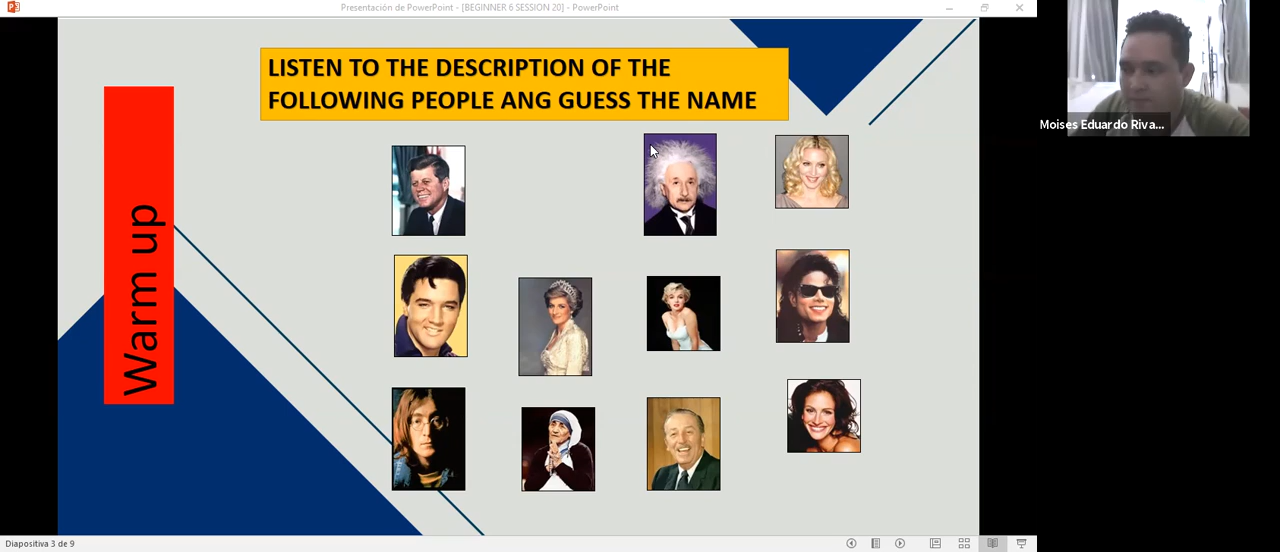 Presentación de PowerPoint - [BEGINNER 6 SESSION 20] - PowerPoint
LISTEN TO THE DESCRIPTION OF THE
FOLLOWING PEOPLE ANG GUESS THE NAME
Warm up
Moises Eduardo Riva...
Diapositiva 3 de 9